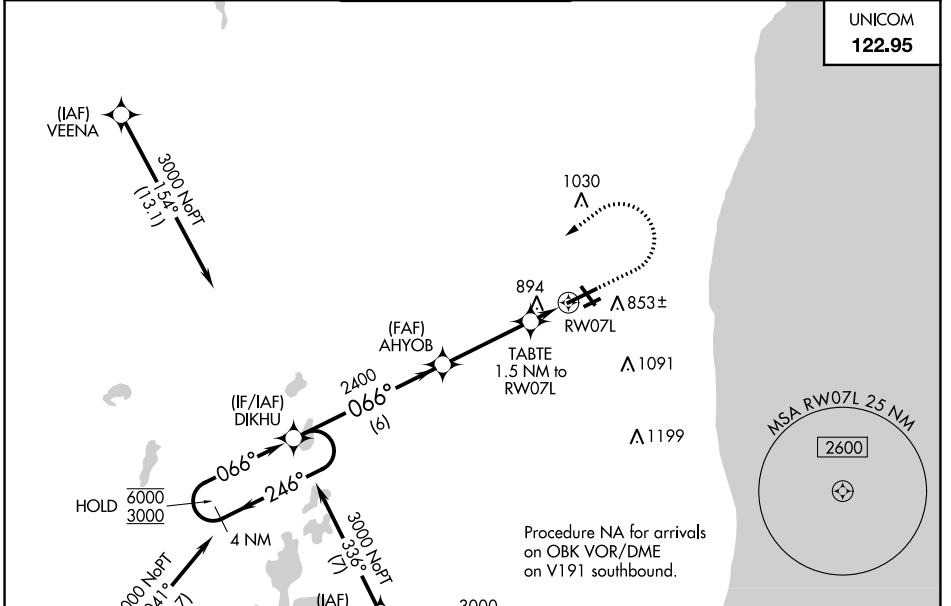 UNICOM
122.95
(IAF)
VEENA
3000 NoPT
154°
(13.1)
1030
894
853±
RW07L
(FAF)
AHYOB
TABTE
1.5 NM to
RW07L
1091
2400
066°
(6)
(IF/IAF)
DIKHU
1199
MSA RW07L 25 NM
2600
066°
246°
HOLD
6000
3000
4 NM
3000 NoPT
336°
(7)
Procedure NA for arrivals
on OBK VOR/DME
on V191 southbound.
NoPT
(IAF)
3000